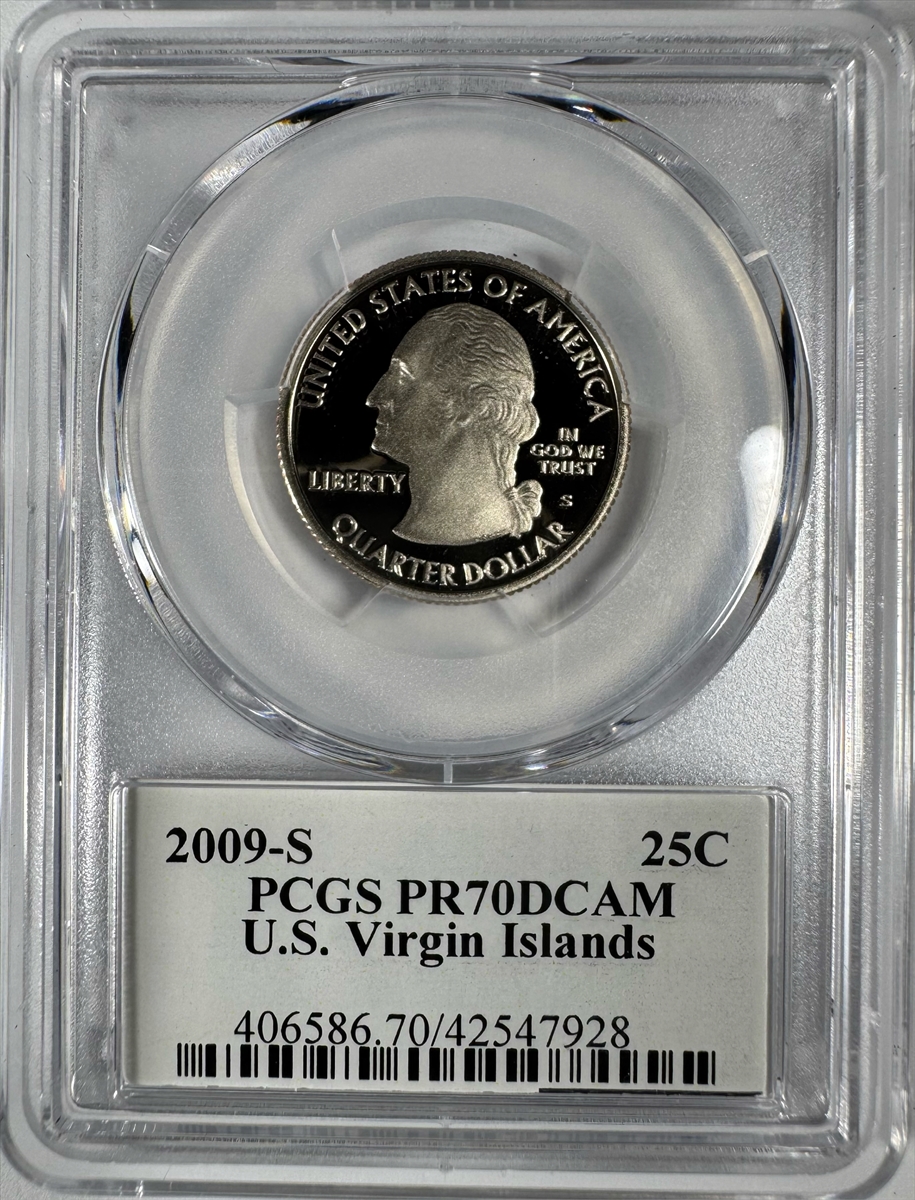 UNITED STATES OF AMERICA
LIBERTY
IN
GOD WE
TRUST
S
QUARTER DOLLAR
2009-S 25C
PCGS PR70DCAM
U.S. Virgin Islands
406586.70/42547928